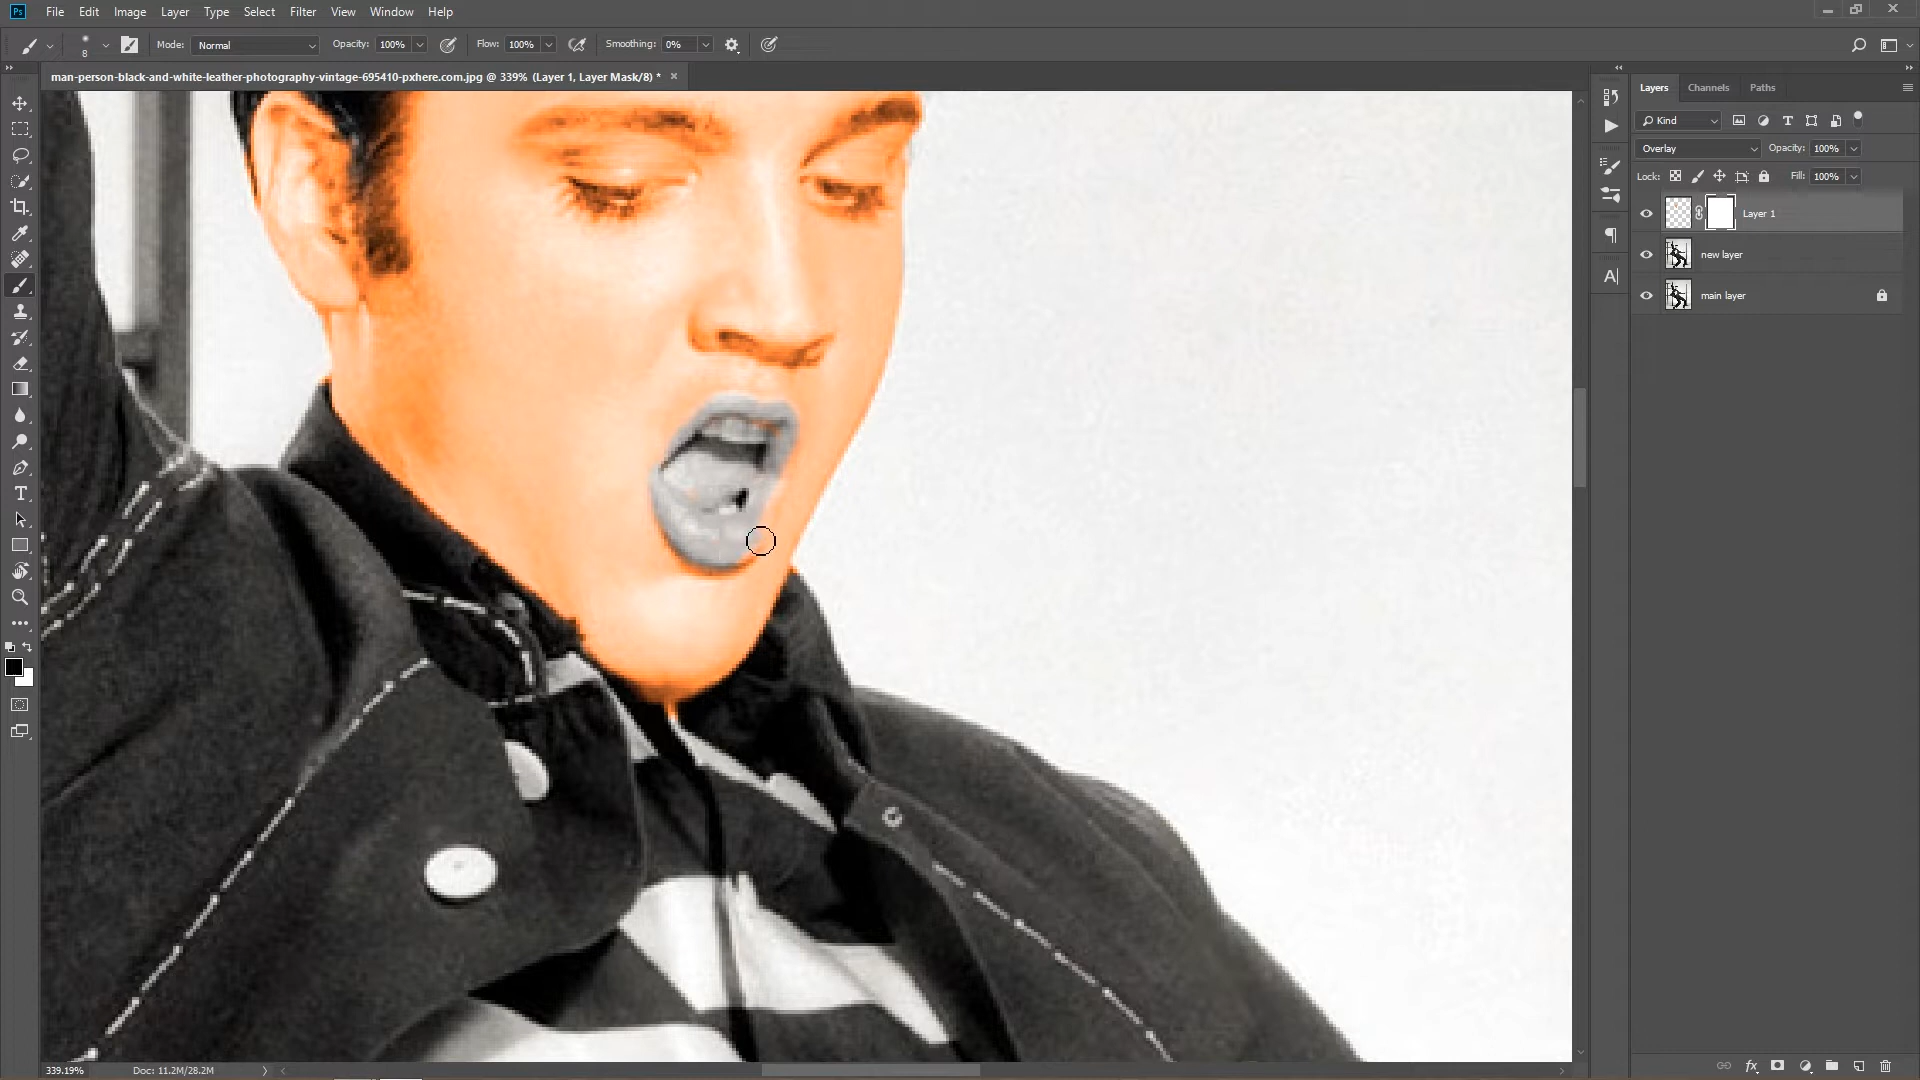 Ps File Edit Image Layer Type Select Filter View Window Help
8 Mode: Normal Opacity: 100% Flow: 100% Smoothing: 0%
man-person-black-and-white-leather-photography-vintage-695410-pxhere.com.jpg @ 339% (Layer 1, Layer Mask/8) *
Layers Channels Paths
Kind
Overlay Opacity: 100%
Lock: Fill: 100%
Layer 1
new layer
main layer
339.19% Doc: 11.2M/28.2M